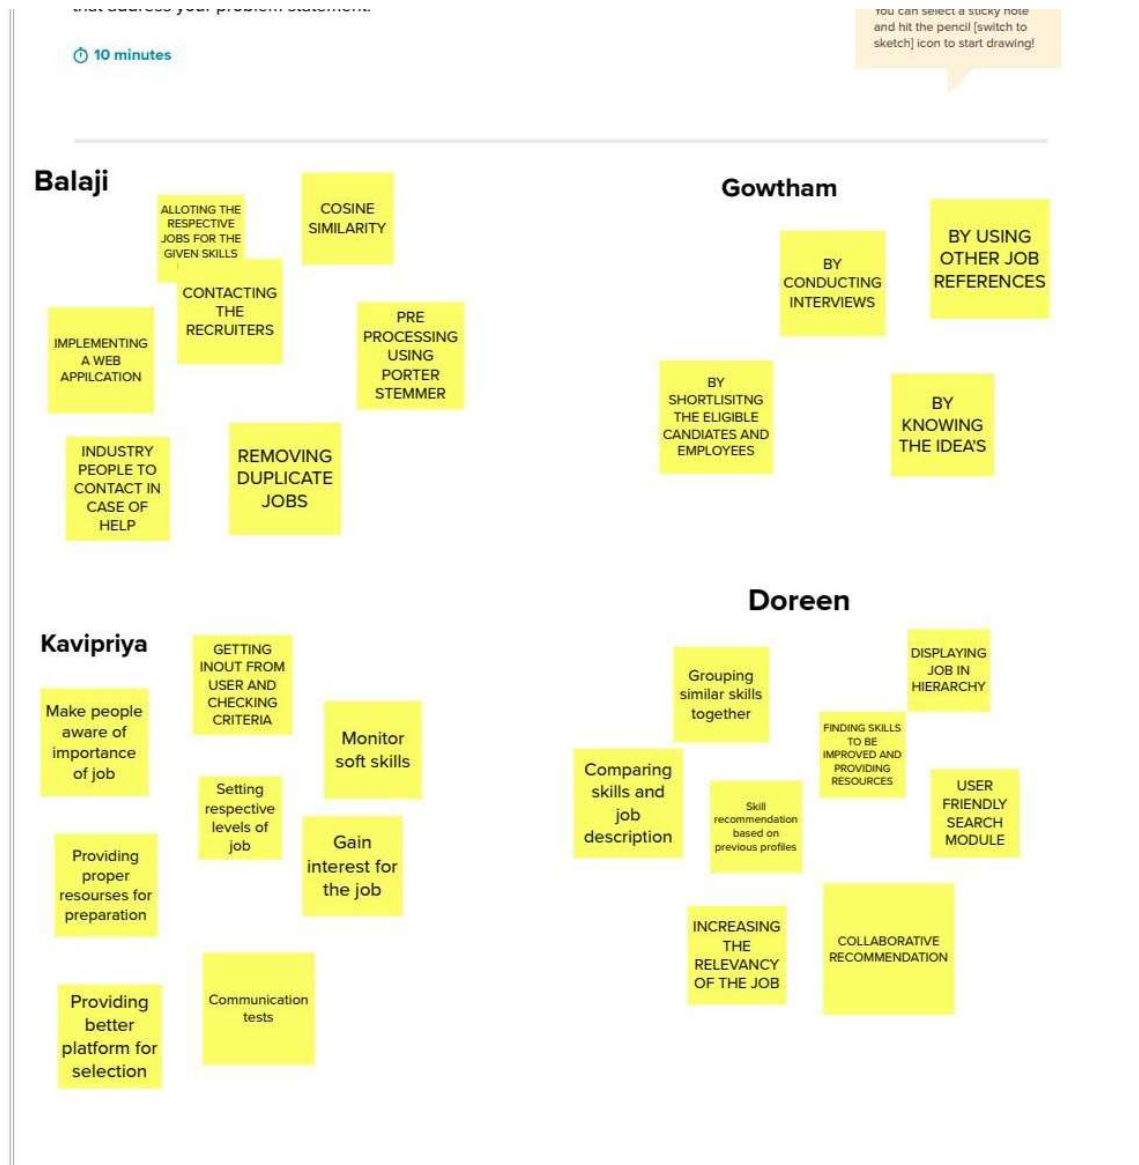 that address your problem statement.
10 minutes
You can select a sticky note
and hit the pencil [switch to
sketch] icon to start drawing!
Balaji
ALLOTING THE
RESPECTIVE
JOBS FOR THE
GIVEN SKILLS
COSINE
SIMILARITY
CONTACTING
THE
RECRUITERS
IMPLEMENTING
A WEB
APPILCATION
PRE
PROCESSING
USING
PORTER
STEMMER
INDUSTRY
PEOPLE TO
CONTACT IN
CASE OF
HELP
REMOVING
DUPLICATE
JOBS
Gowtham
BY
CONDUCTING
INTERVIEWS
BY USING
OTHER JOB
REFERENCES
BY
SHORTLISITNG
THE ELIGIBLE
CANDIATES AND
EMPLOYEES
BY
KNOWING
THE IDEA'S
Kavipriya
GETTING
INOUT FROM
USER AND
CHECKING
CRITERIA
Make people
aware of
importance
of job
Monitor
soft skills
Setting
respective
levels of
job
Gain
interest for
the job
Providing
proper
resourses for
preparation
Providing
better
platform for
selection
Communication
tests
Doreen
Grouping
similar skills
together
DISPLAYING
JOB IN
HIERARCHY
FINDING SKILLS
TO BE
IMPROVED AND
PROVIDING
RESOURCES
Comparing
skills and
job
description
Skill
recommendation
based on
previous profiles
USER
FRIENDLY
SEARCH
MODULE
INCREASING
THE
RELEVANCY
OF THE JOB
COLLABORATIVE
RECOMMENDATION